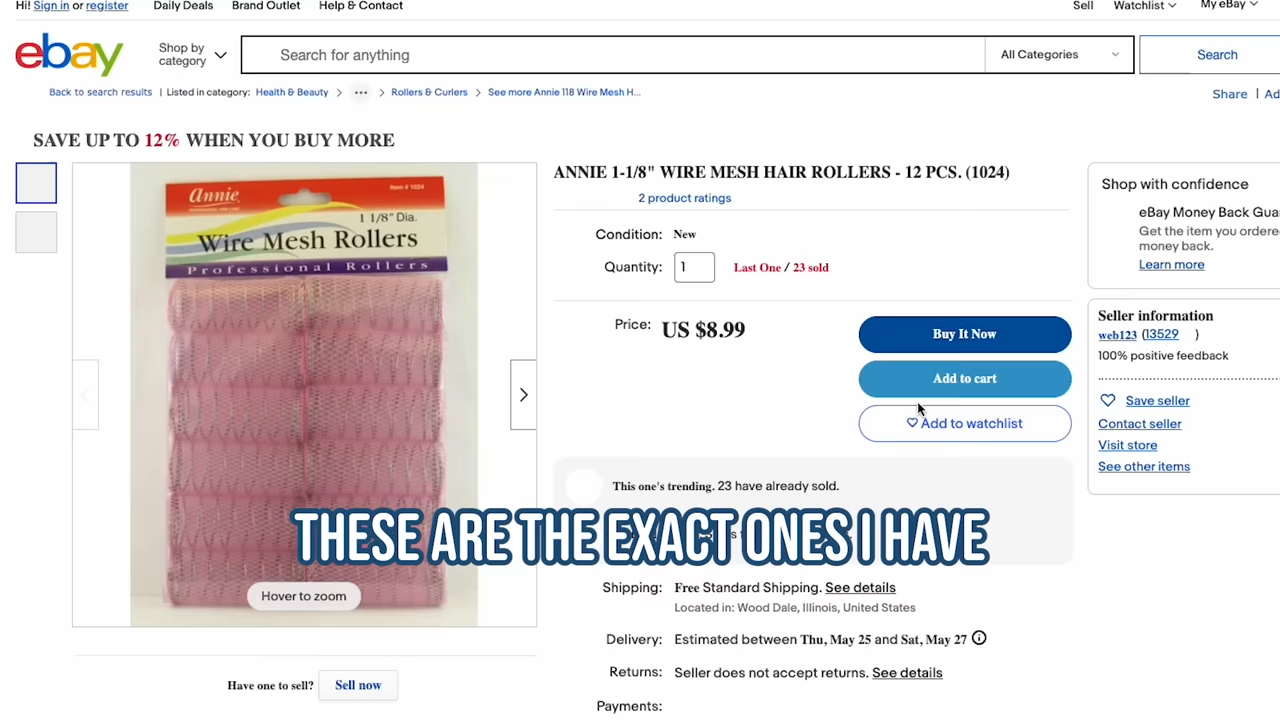 Hi! Sign in or register
Daily Deals
Brand Outlet
Help & Contact
Sell
Watchlist
My eBay
ebay
Shop by
category
Search for anything
All Categories
Search
Back to search results | Listed in category: Health & Beauty > ... > Rollers & Curlers > See more Annie 118 Wire Mesh H...
Share | Ad
SAVE UP TO 12% WHEN YOU BUY MORE
annie
Item # 1024
1 1/8" Dia.
Wire Mesh Rollers
Professional Rollers
Hover to zoom
Have one to sell? Sell now
ANNIE 1-1/8" WIRE MESH HAIR ROLLERS - 12 PCS. (1024)
2 product ratings
Condition: New
Quantity: 1 Last One / 23 sold
Price: US $8.99
Buy It Now
Add to cart
Add to watchlist
This one's trending. 23 have already sold.
THESE ARE THE EXACT ONES I HAVE
Shipping: Free Standard Shipping. See details
Located in: Wood Dale, Illinois, United States
Delivery: Estimated between Thu, May 25 and Sat, May 27
Returns: Seller does not accept returns. See details
Payments:
Shop with confidence
eBay Money Back Gua
Get the item you ordere
money back.
Learn more
Seller information
web123 (13529 )
100% positive feedback
Save seller
Contact seller
Visit store
See other items